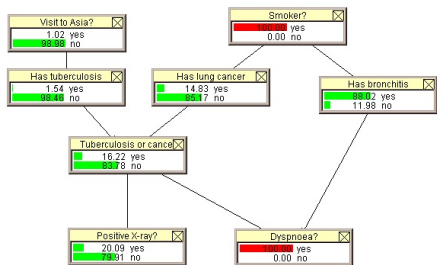 Visit to Asia?
1.02 yes
98.98 no
Smoker?
100.00 yes
0.00 no
Has tuberculosis
1.54 yes
98.46 no
Has lung cancer
14.83 yes
85.17 no
Has bronchitis
88.02 yes
11.98 no
Tuberculosis or cance
16.22 yes
83.78 no
Positive X-ray?
20.09 yes
79.91 no
Dyspnoea?
100.00 yes
0.00 no